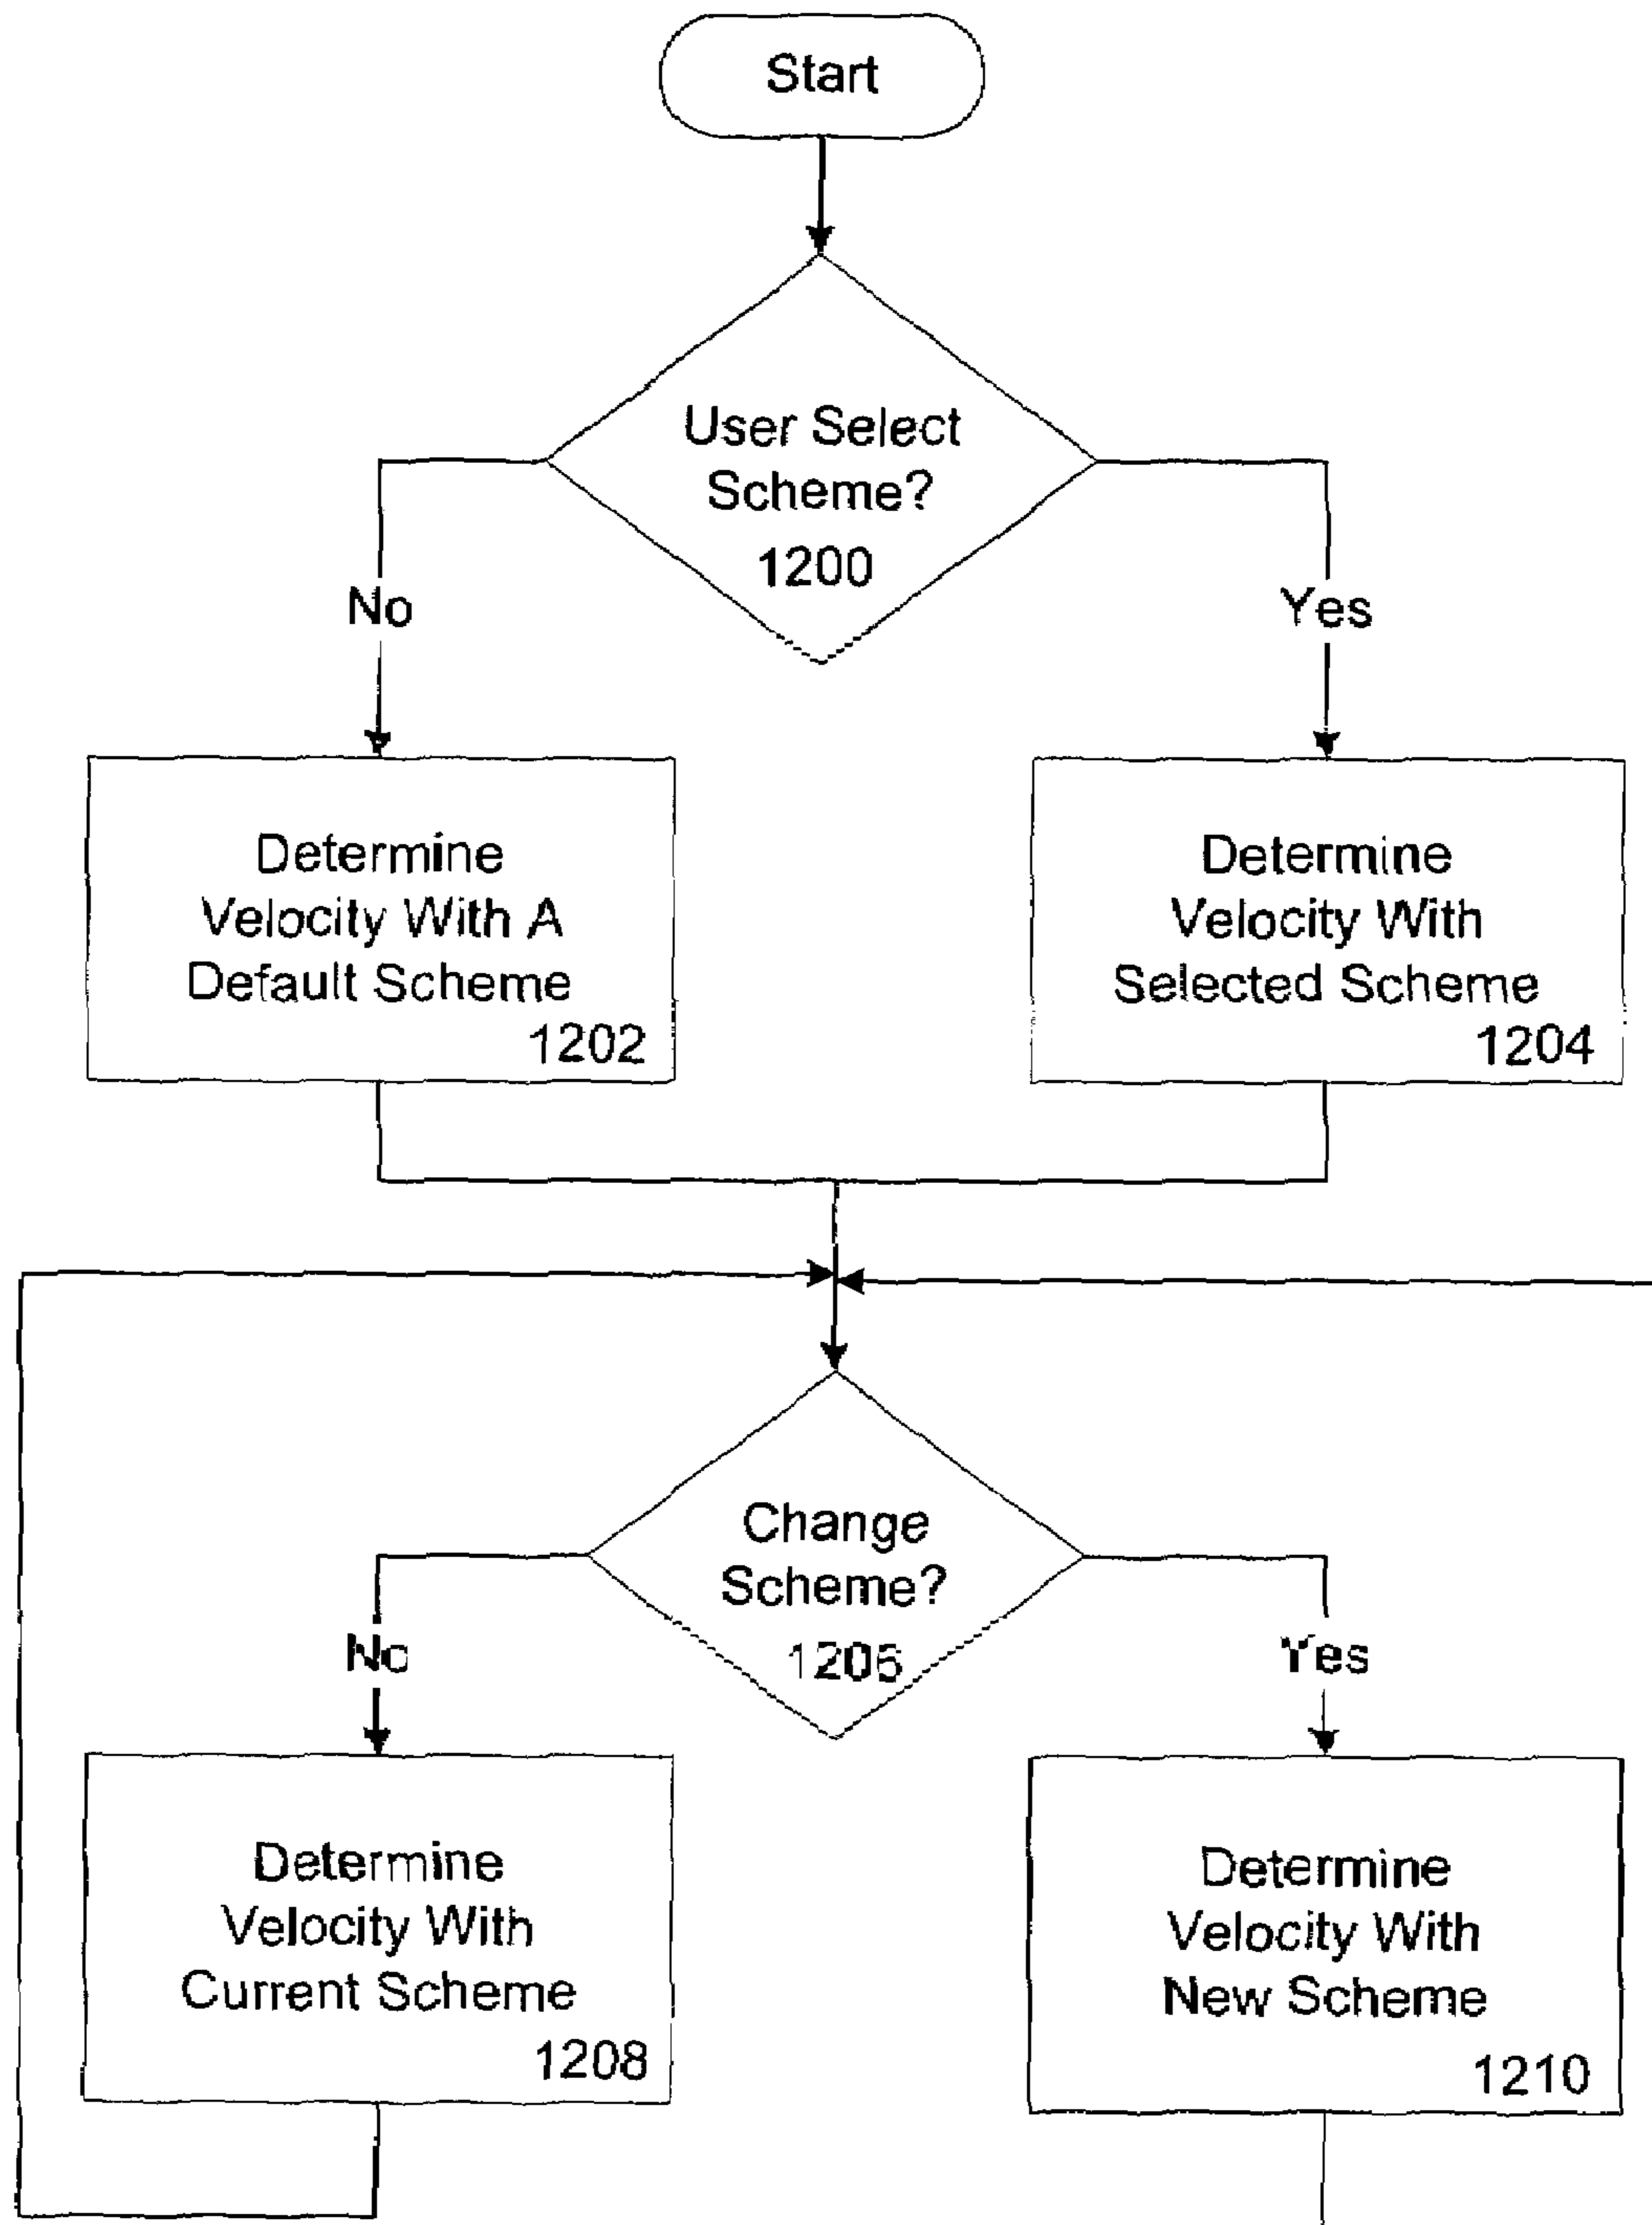 Start
User Select
Scheme?
1200
No
Yes
Determine
Velocity With A
Default Scheme
1202
Determine
Velocity With
Selected Scheme
1204
Change
Scheme?
1206
No
Yes
Determine
Velocity With
Current Scheme
1208
Determine
Velocity With
New Scheme
1210